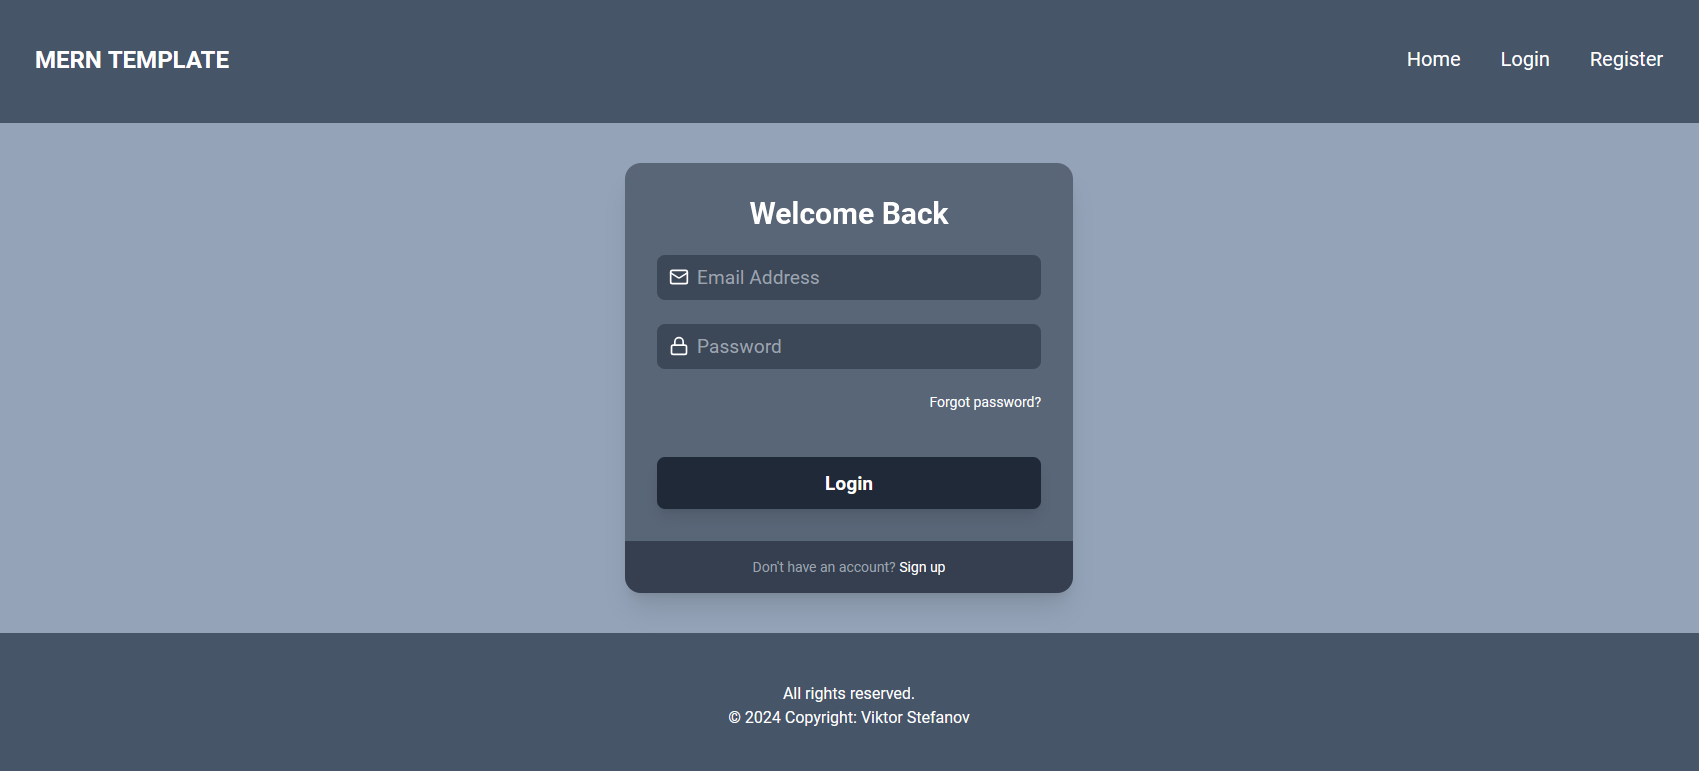 MERN TEMPLATE
Home Login Register
Welcome Back
Email Address
Password
Forgot password?
Login
Don't have an account? Sign up
All rights reserved.
© 2024 Copyright: Viktor Stefanov